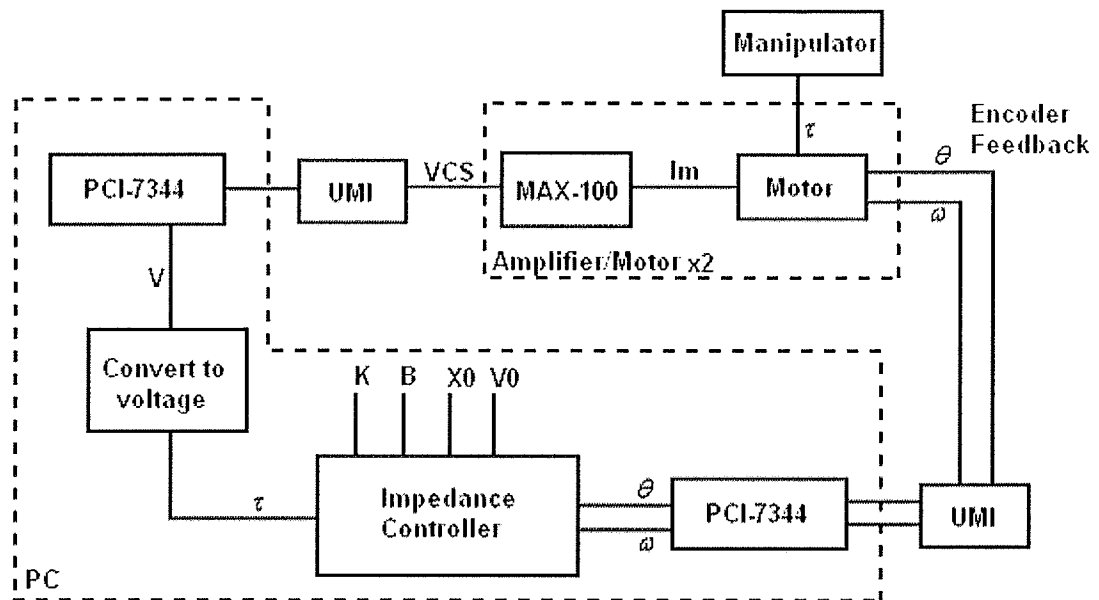 Manipulator
τ
Encoder
Feedback
θ
PCI-7344
UMI
VCS
MAX-100
Im
Motor
ω
Amplifier/Motor x2
V
Convert to
voltage
K B X0 V0
τ
Impedance
Controller
θ
ω
PCI-7344
UMI
PC